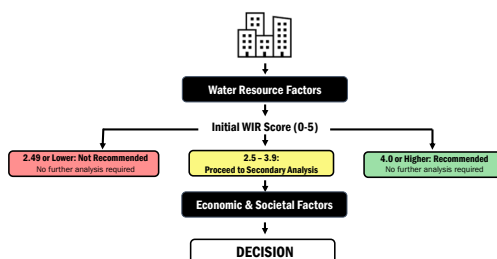 Water Resource Factors
Initial WIR Score (0-5)
2.49 or Lower: Not Recommended
No further analysis required
2.5 – 3.9:
Proceed to Secondary Analysis
4.0 or Higher: Recommended
No further analysis required
Economic & Societal Factors
DECISION